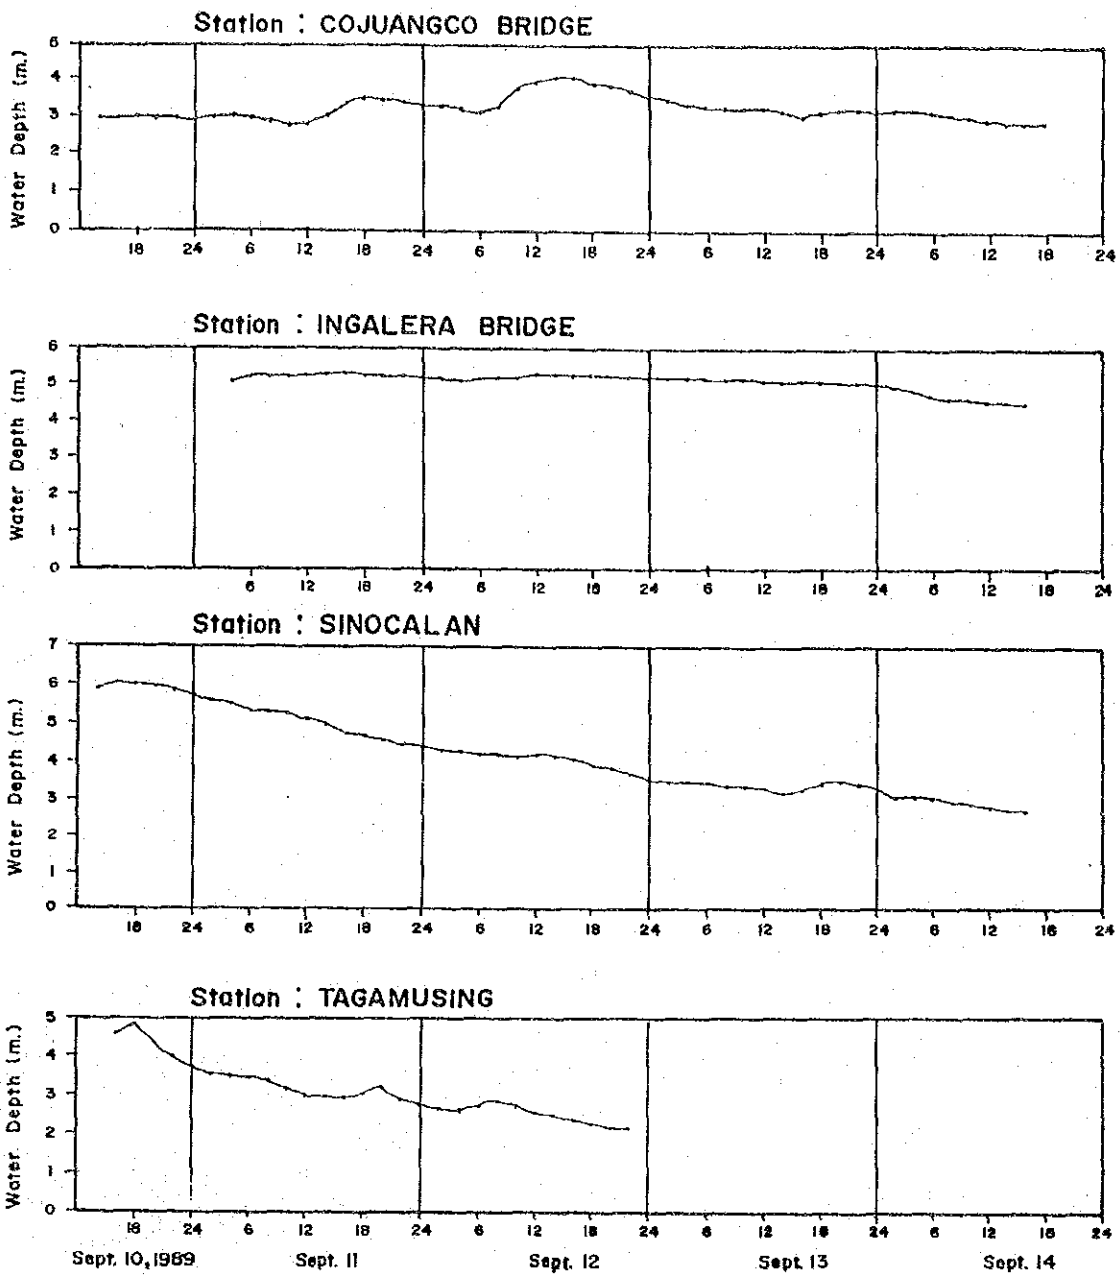 Station : COJUANGCO BRIDGE
Water Depth (m.)
6
4
3
2
1
0
18 24 6 12 18 24 6 12 18 24 6 12 18 24 6 12 18 24
Station : INGALERA BRIDGE
Water Depth (m.)
6
5
4
3
2
1
0
6 12 18 24 6 12 18 24 6 12 18 24 6 12 18 24
Station : SINOCALAN
Water Depth (m.)
7
6
5
4
3
2
1
0
18 24 6 12 18 24 6 12 18 24 6 12 18 24 6 12 18 24
Station : TAGAMUSING
Water Depth (m.)
5
4
3
2
1
0
18 24 6 12 18 24 6 12 18 24 6 12 18 24 6 12 18 24
Sept. 10, 1989 Sept. 11 Sept. 12 Sept. 13 Sept. 14